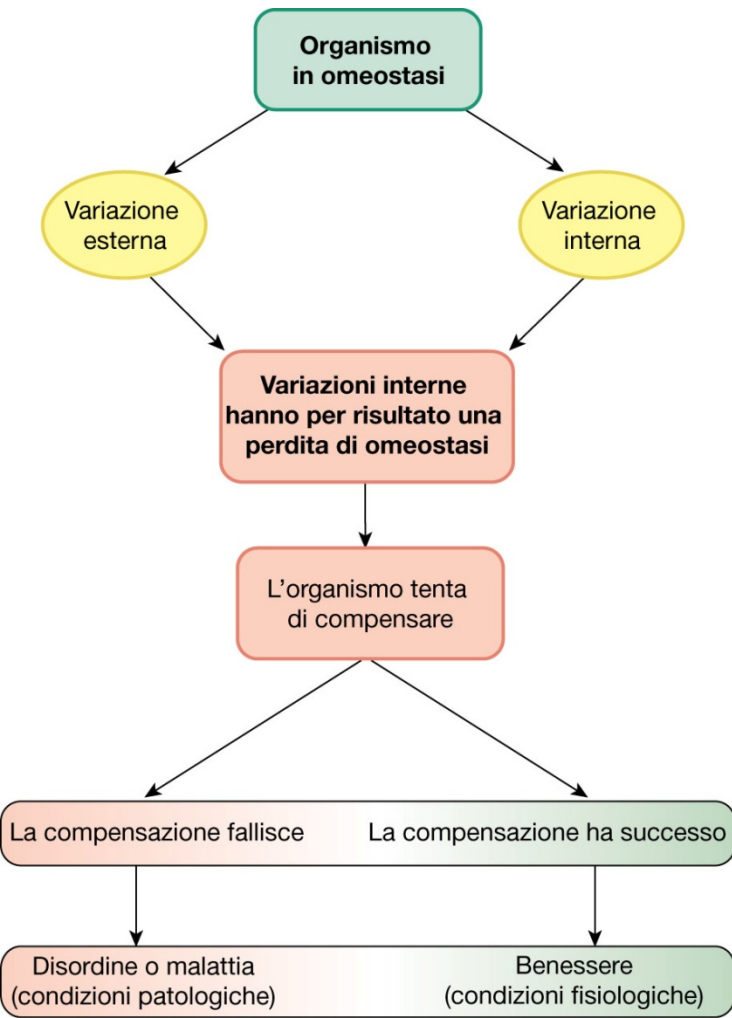 Organismo
in omeostasi
Variazione
esterna
Variazione
interna
Variazioni interne
hanno per risultato una
perdita di omeostasi
L’organismo tenta
di compensare
La compensazione fallisce
La compensazione ha successo
Disordine o malattia
(condizioni patologiche)
Benessere
(condizioni fisiologiche)